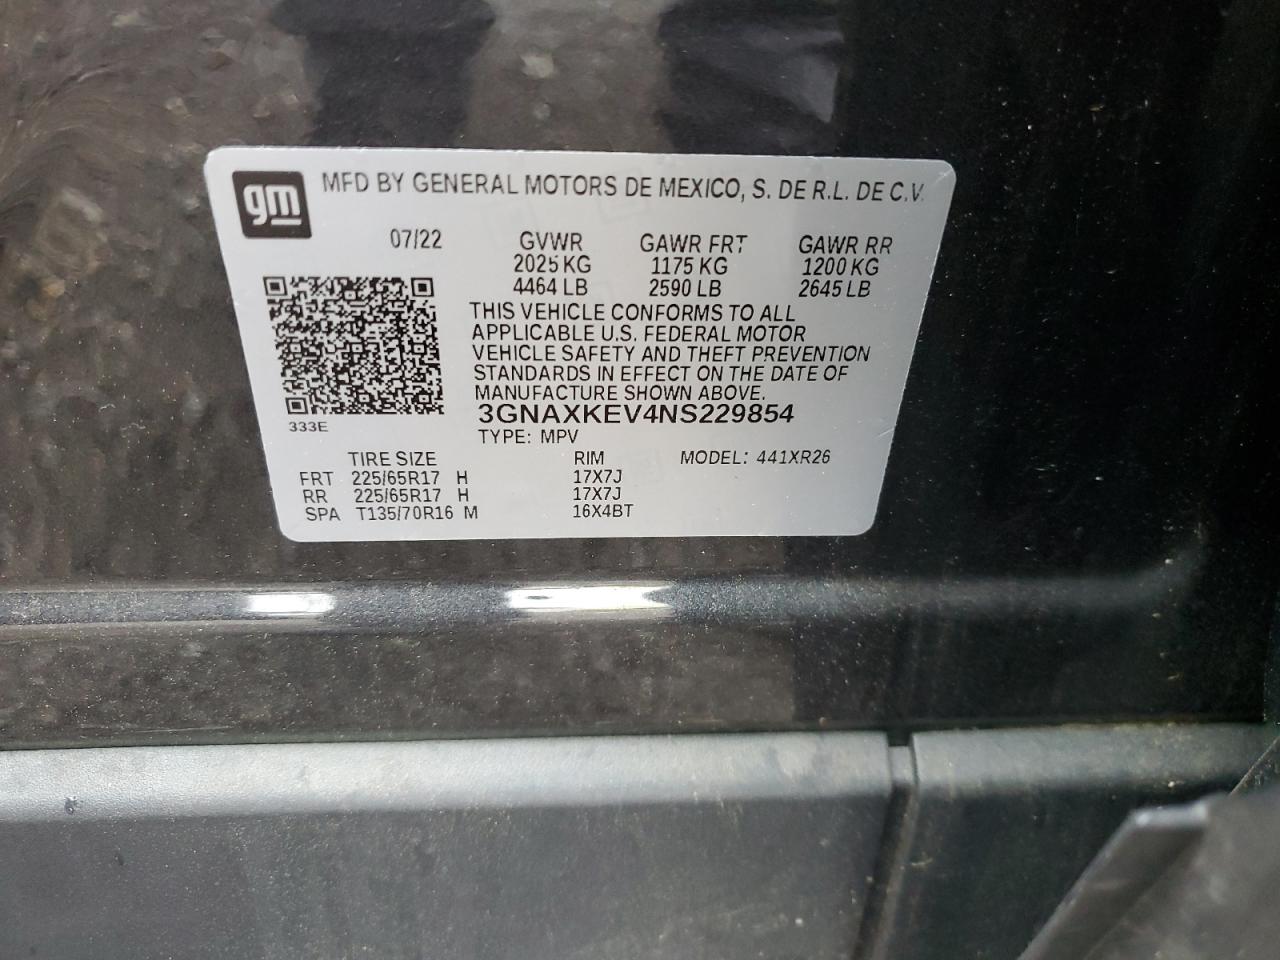 gm
MFD BY GENERAL MOTORS DE MEXICO, S. DE R.L. DE C.V.
07/22 GVWR GAWR FRT GAWR RR
2025 KG 1175 KG 1200 KG
4464 LB 2590 LB 2645 LB
THIS VEHICLE CONFORMS TO ALL
APPLICABLE U.S. FEDERAL MOTOR
VEHICLE SAFETY AND THEFT PREVENTION
STANDARDS IN EFFECT ON THE DATE OF
MANUFACTURE SHOWN ABOVE.
3GNAXKEV4NS229854
333E
TYPE: MPV
TIRE SIZE RIM MODEL: 441XR26
FRT 225/65R17 H 17X7J
RR 225/65R17 H 17X7J
SPA T135/70R16 M 16X4BT